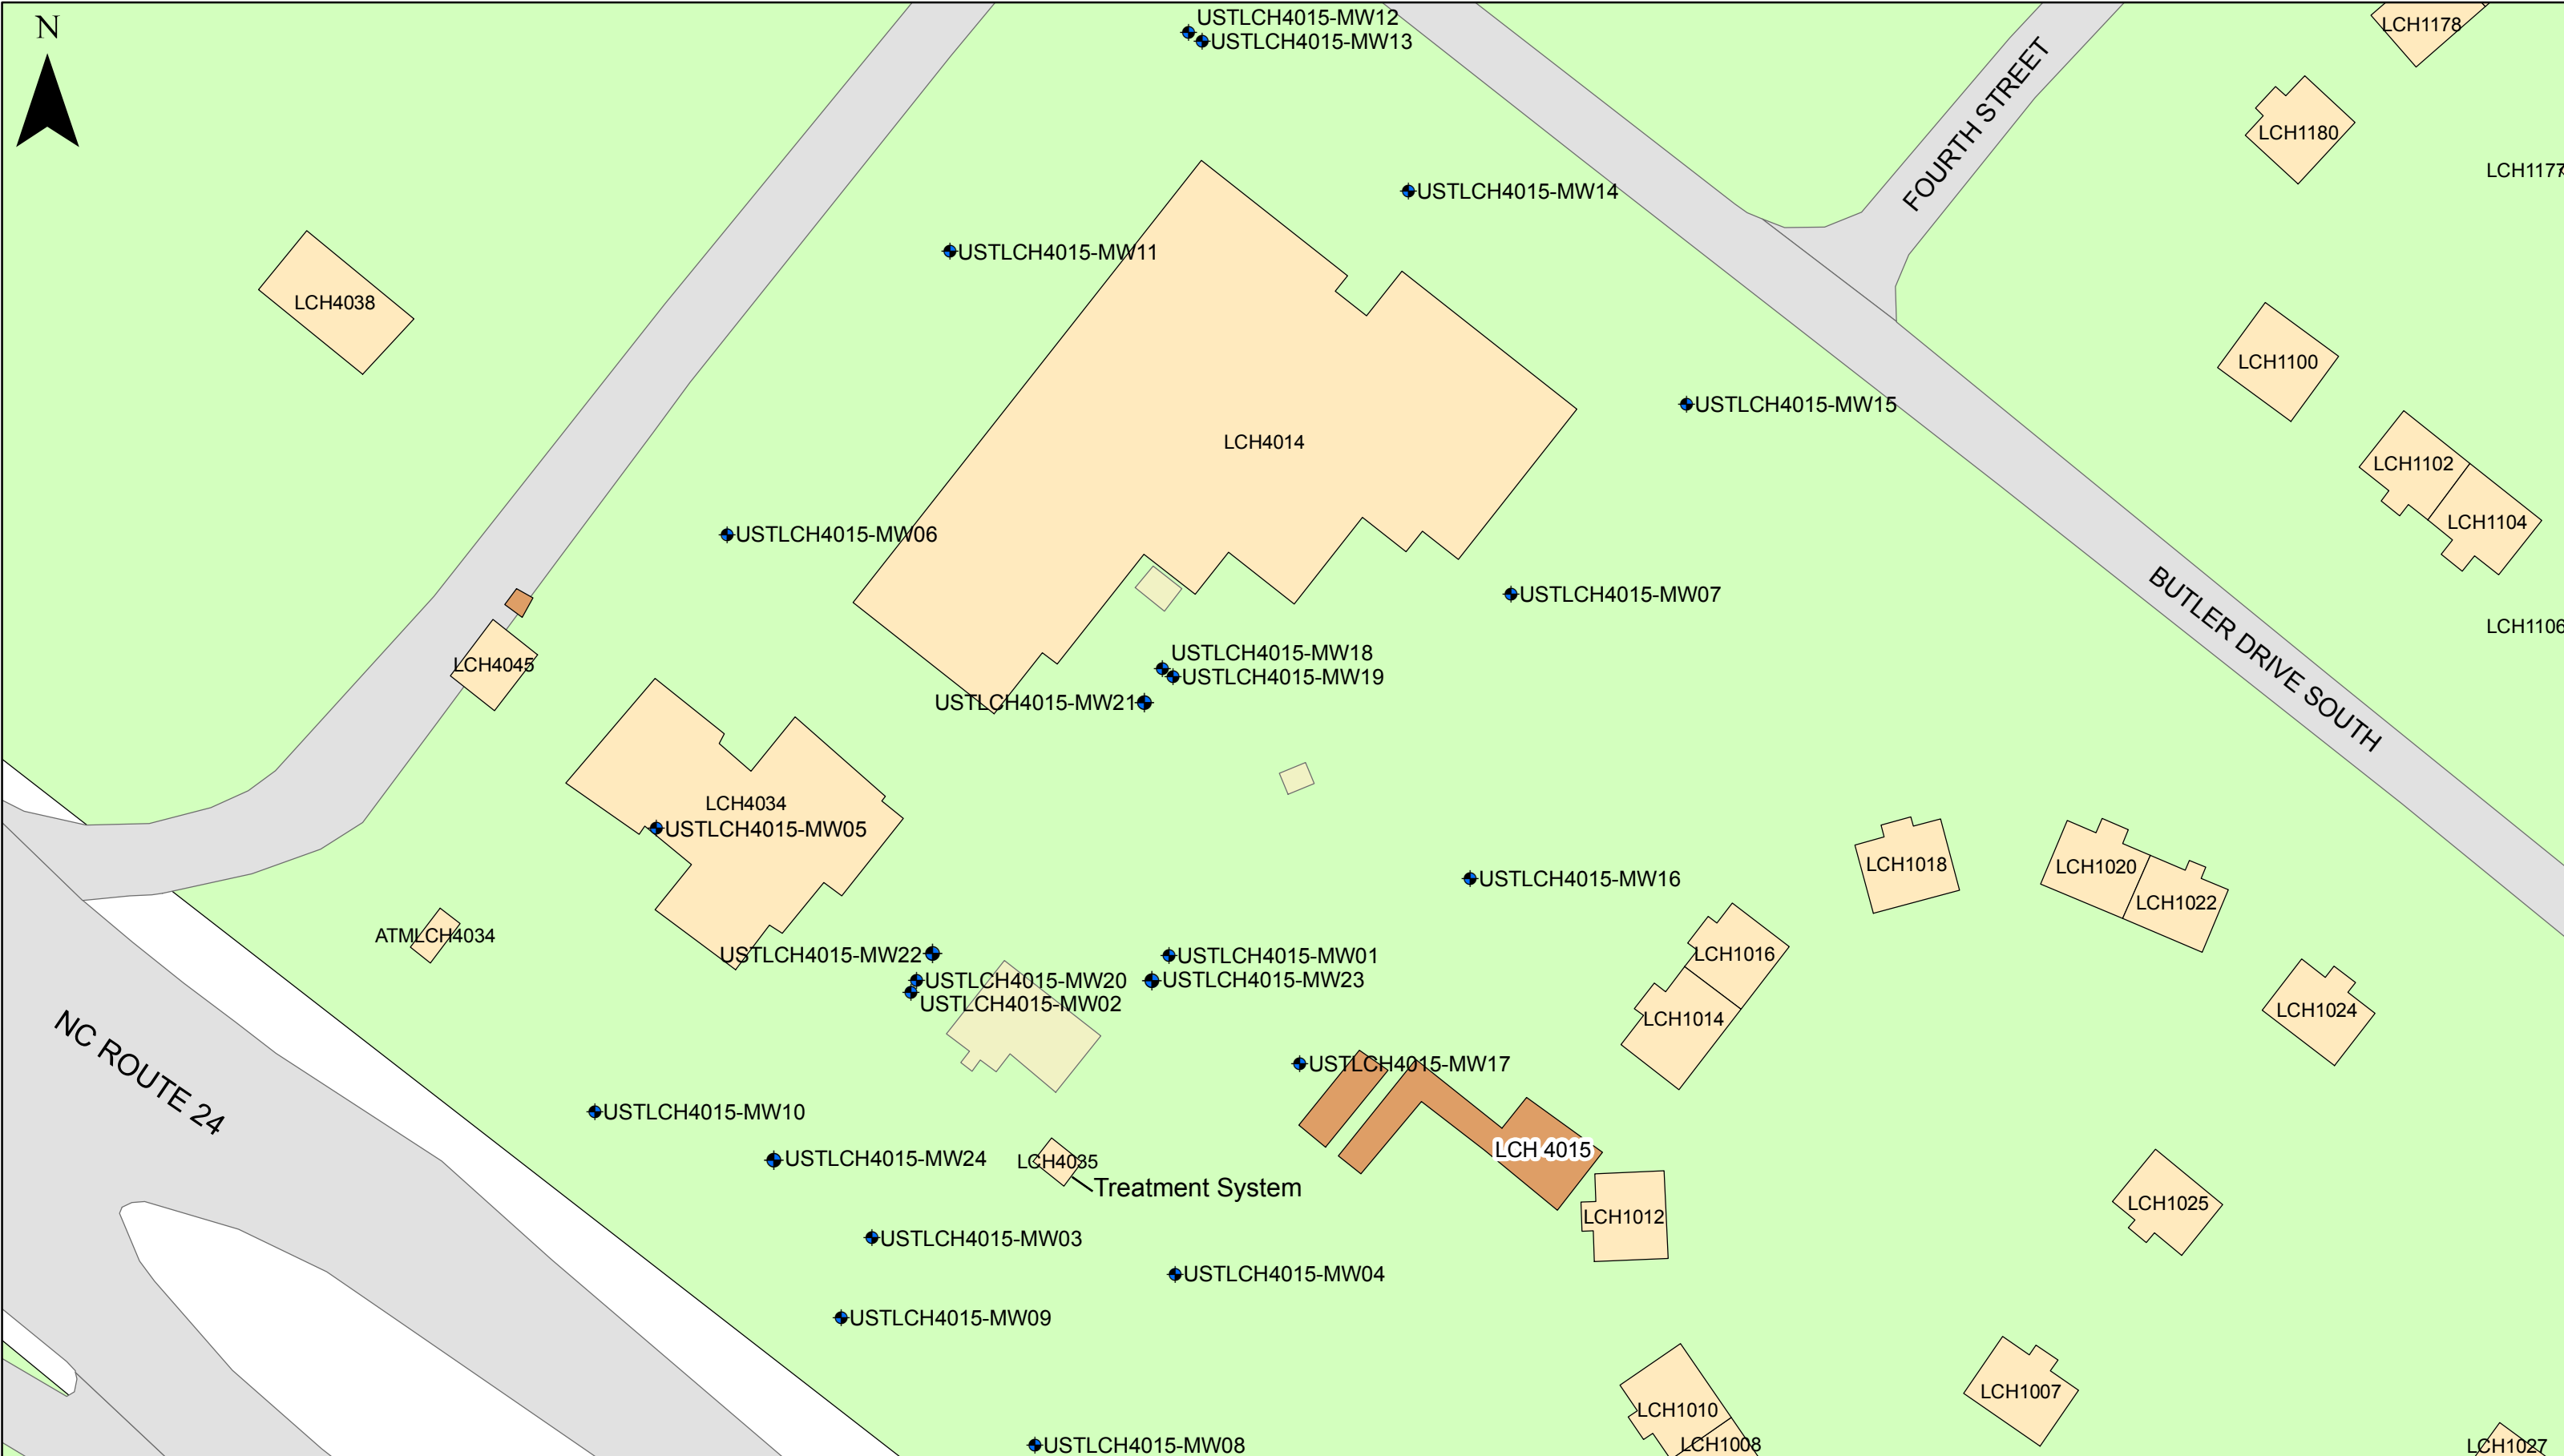 N
USTLCH4015-MW12
USTLCH4015-MW13
LCH1178
FOURTH STREET
LCH1180
LCH1177
USTLCH4015-MW14
USTLCH4015-MW11
LCH4038
LCH1100
USTLCH4015-MW15
LCH4014
LCH1102
LCH1104
USTLCH4015-MW06
USTLCH4015-MW07
LCH1106
BUTLER DRIVE SOUTH
LCH4045
USTLCH4015-MW18
USTLCH4015-MW19
USTLCH4015-MW21
LCH4034
USTLCH4015-MW05
LCH1018
LCH1020
LCH1022
USTLCH4015-MW16
ATMLCH4034
USTLCH4015-MW22
USTLCH4015-MW01
LCH1016
USTLCH4015-MW20
USTLCH4015-MW23
USTLCH4015-MW02
LCH1014
LCH1024
NC ROUTE 24
USTLCH4015-MW17
USTLCH4015-MW10
LCH 4015
USTLCH4015-MW24
LCH4035
Treatment System
LCH1025
LCH1012
USTLCH4015-MW03
USTLCH4015-MW04
USTLCH4015-MW09
LCH1007
LCH1010
USTLCH4015-MW08
LCH1008
LCH1027